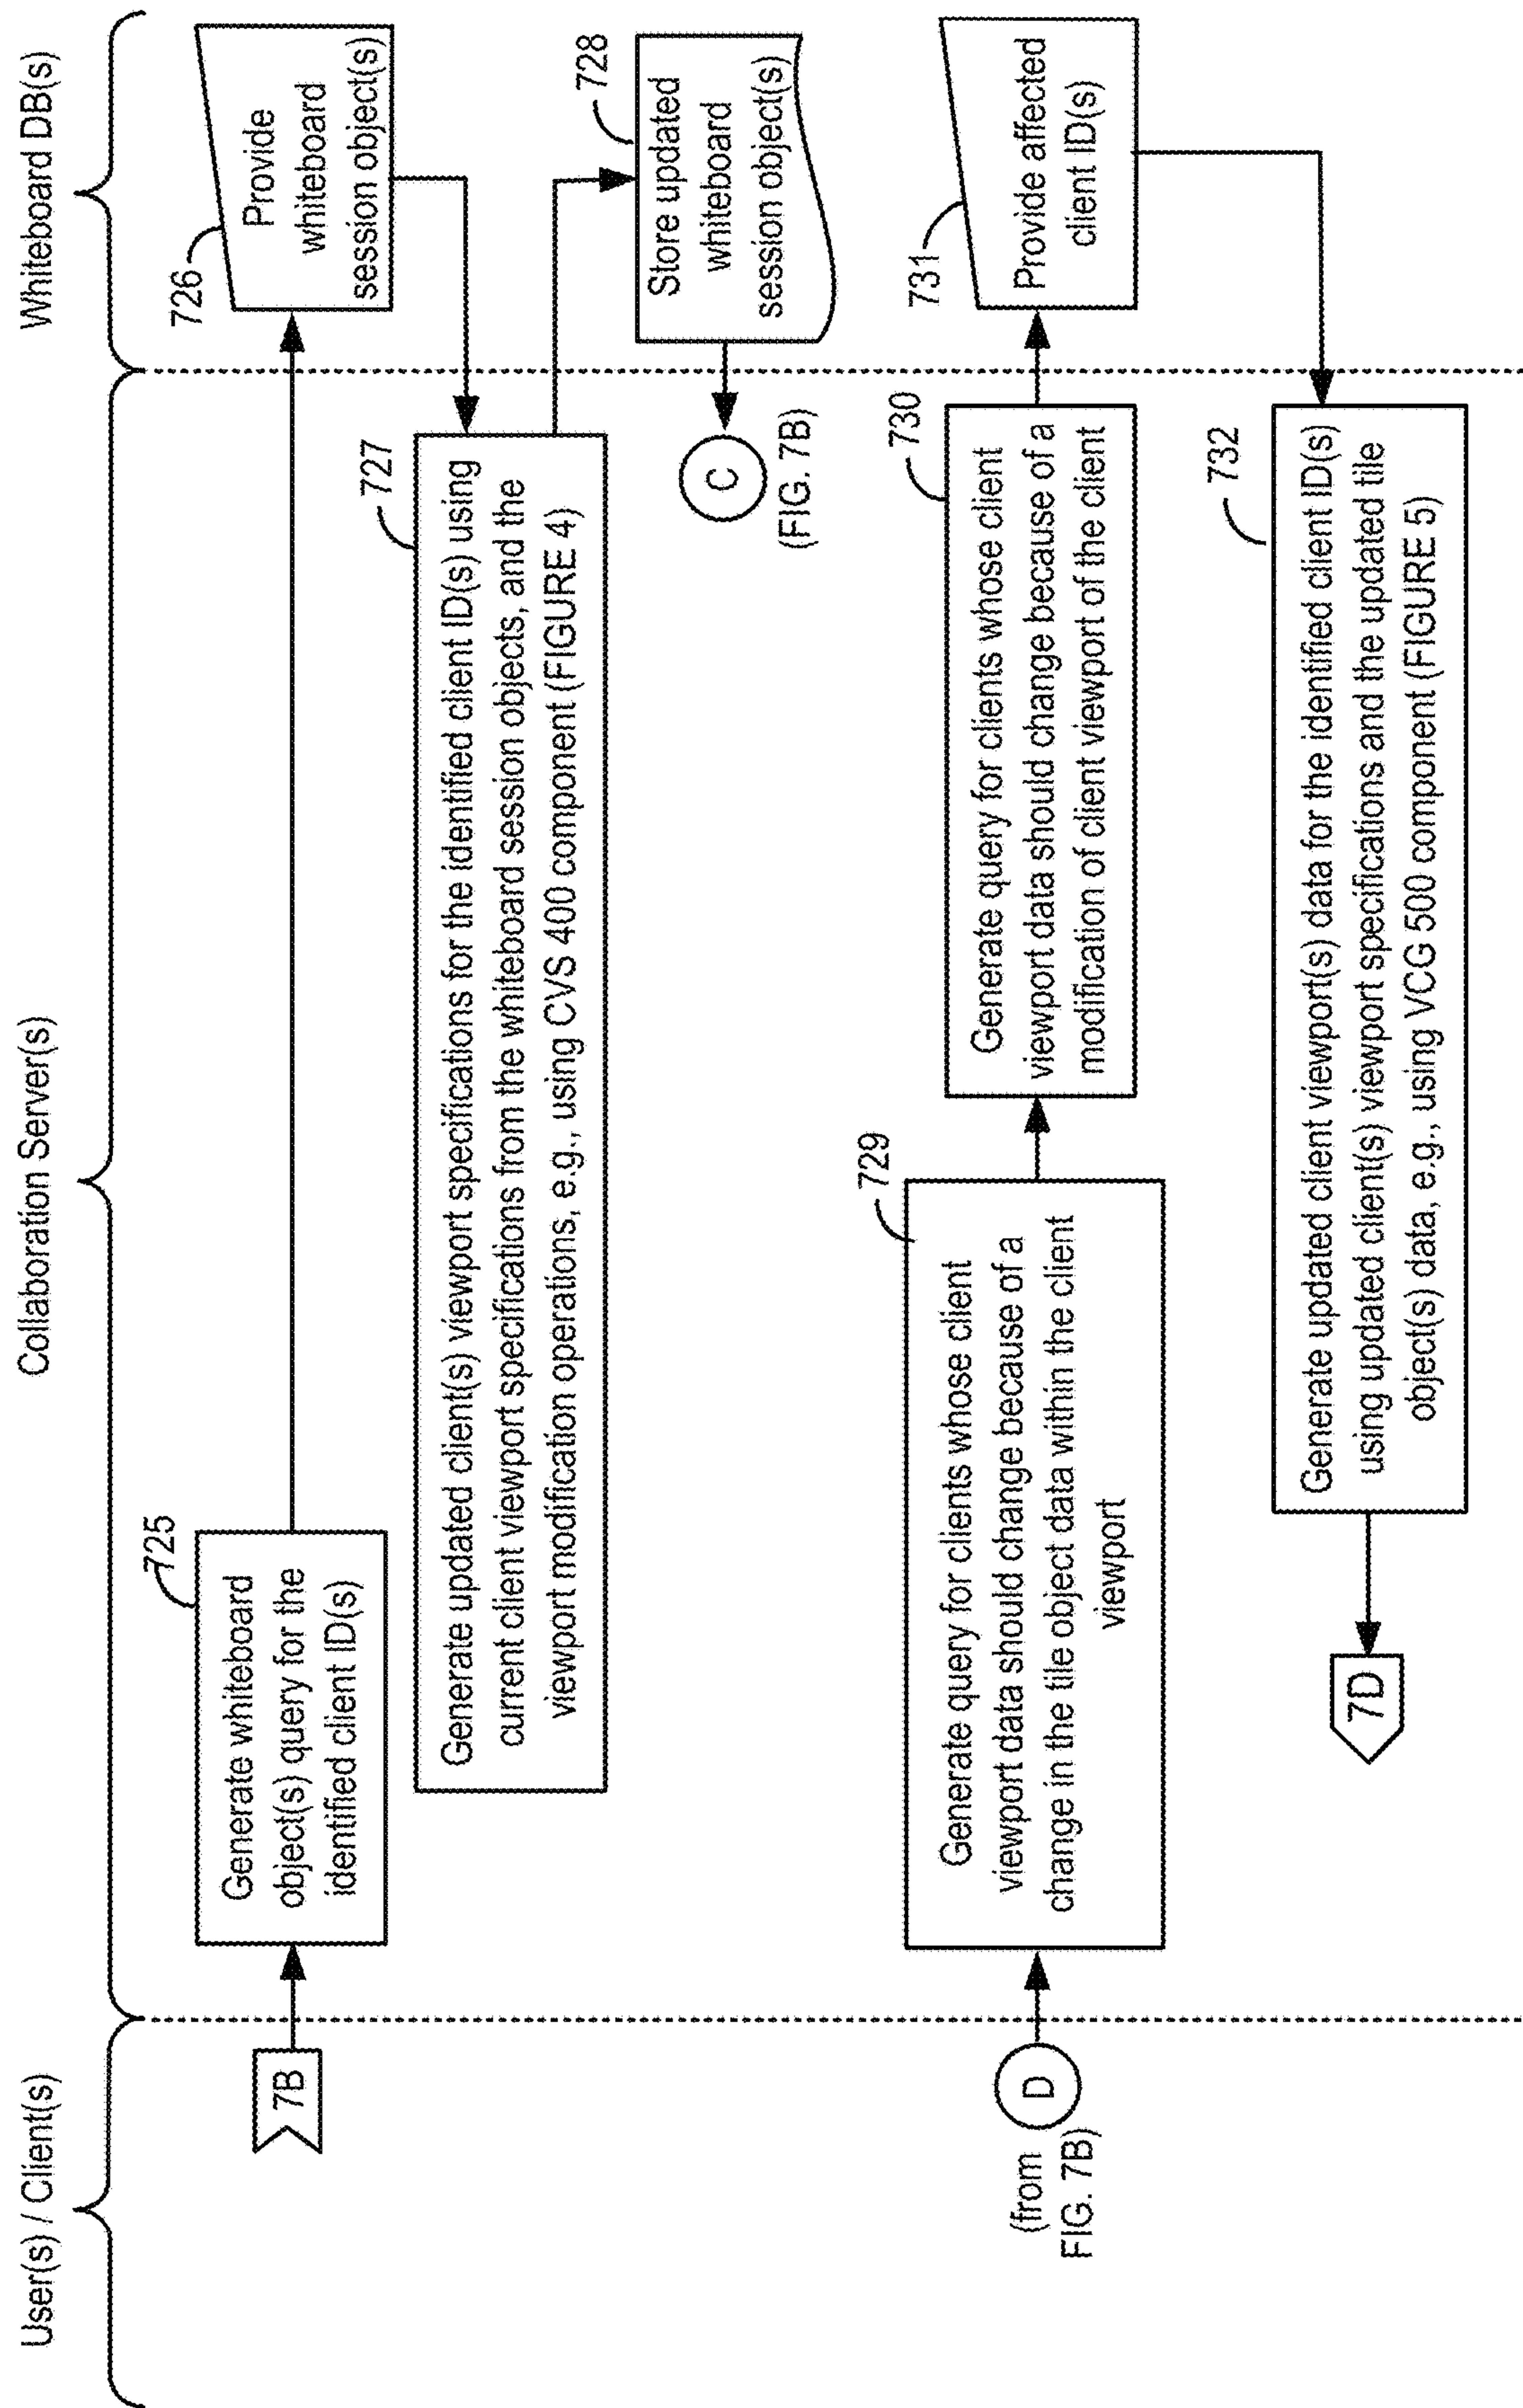 User(s) / Client(s)
Collaboration Server(s)
Whiteboard DB(s)
7B
725
Generate whiteboard
object(s) query for the
identified client ID(s)
726
Provide
whiteboard
session object(s)
727
Generate updated client(s) viewport specifications for the identified client ID(s) using
current client viewport specifications from the whiteboard session objects, and the
viewport modification operations, e.g., using CVS 400 component (FIGURE 4)
728
Store updated
whiteboard
session object(s)
C
(FIG. 7B)
(from
FIG. 7B)
D
729
Generate query for clients whose client
viewport data should change because of a
change in the tile object data within the client
viewport
730
Generate query for clients whose client
viewport data should change because of a
modification of client viewport of the client
731
Provide affected
client ID(s)
732
Generate updated client viewport(s) data for the identified client ID(s)
using updated client(s) viewport specifications and the updated tile
object(s) data, e.g., using VCG 500 component (FIGURE 5)
7D